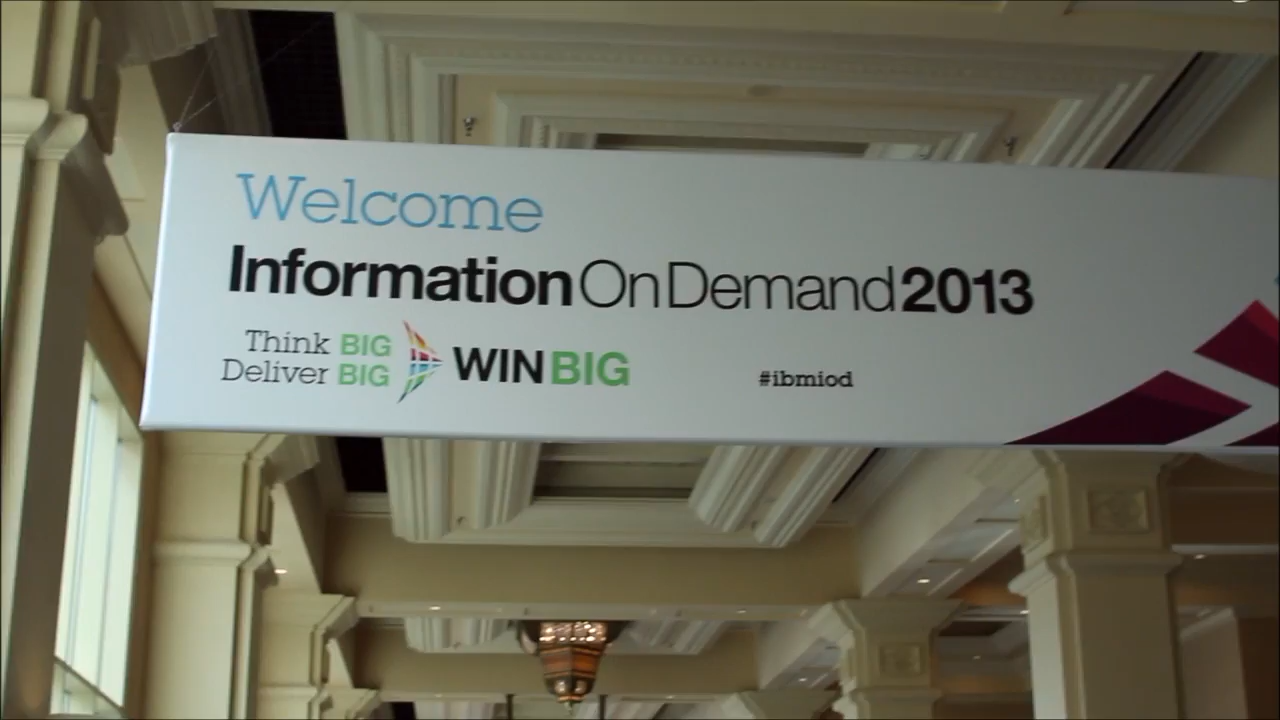 Welcome
Information On Demand 2013
Think BIG
Deliver BIG
WIN BIG
#ibmiod